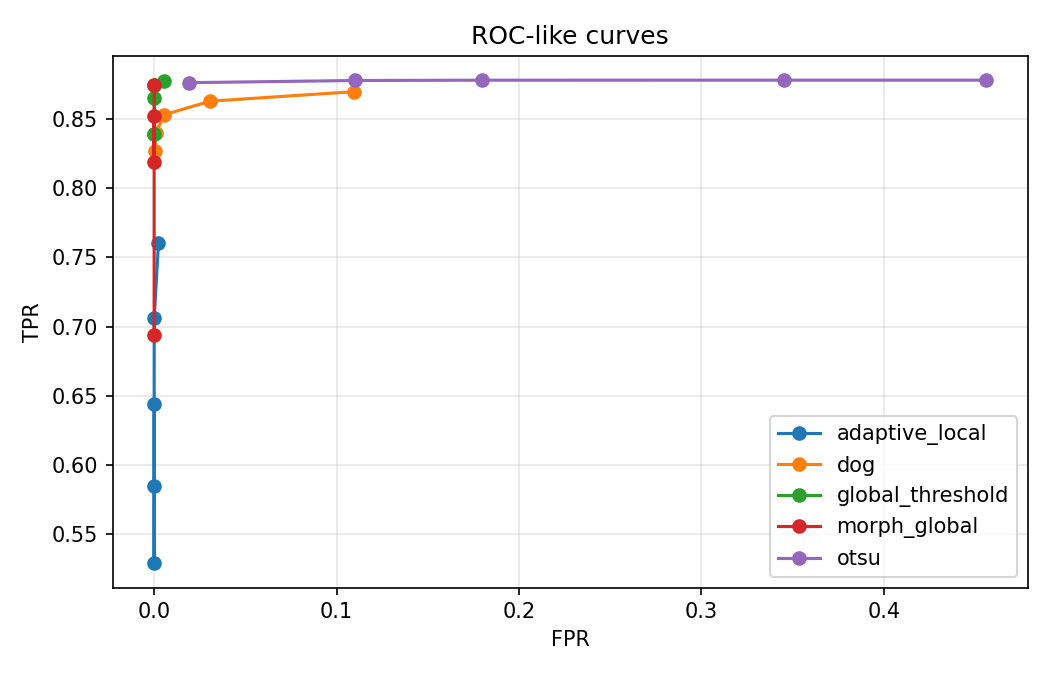 ROC-like curves
TPR
0.85
0.80
0.75
0.70
0.65
0.60
0.55
0.0 0.1 0.2 0.3 0.4
FPR
adaptive_local
dog
global_threshold
morph_global
otsu